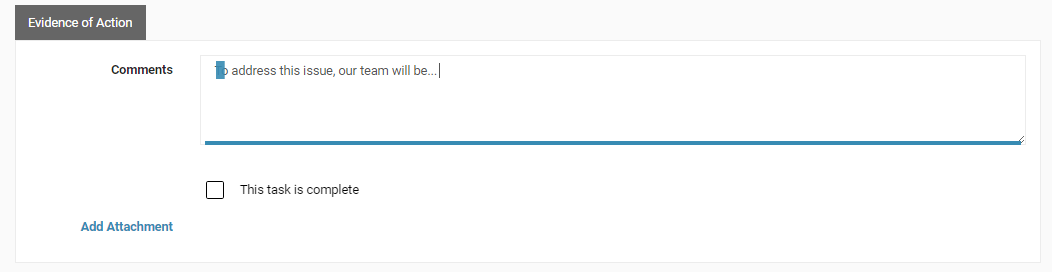 Evidence of Action
Comments
To address this issue, our team will be...
This task is complete
Add Attachment